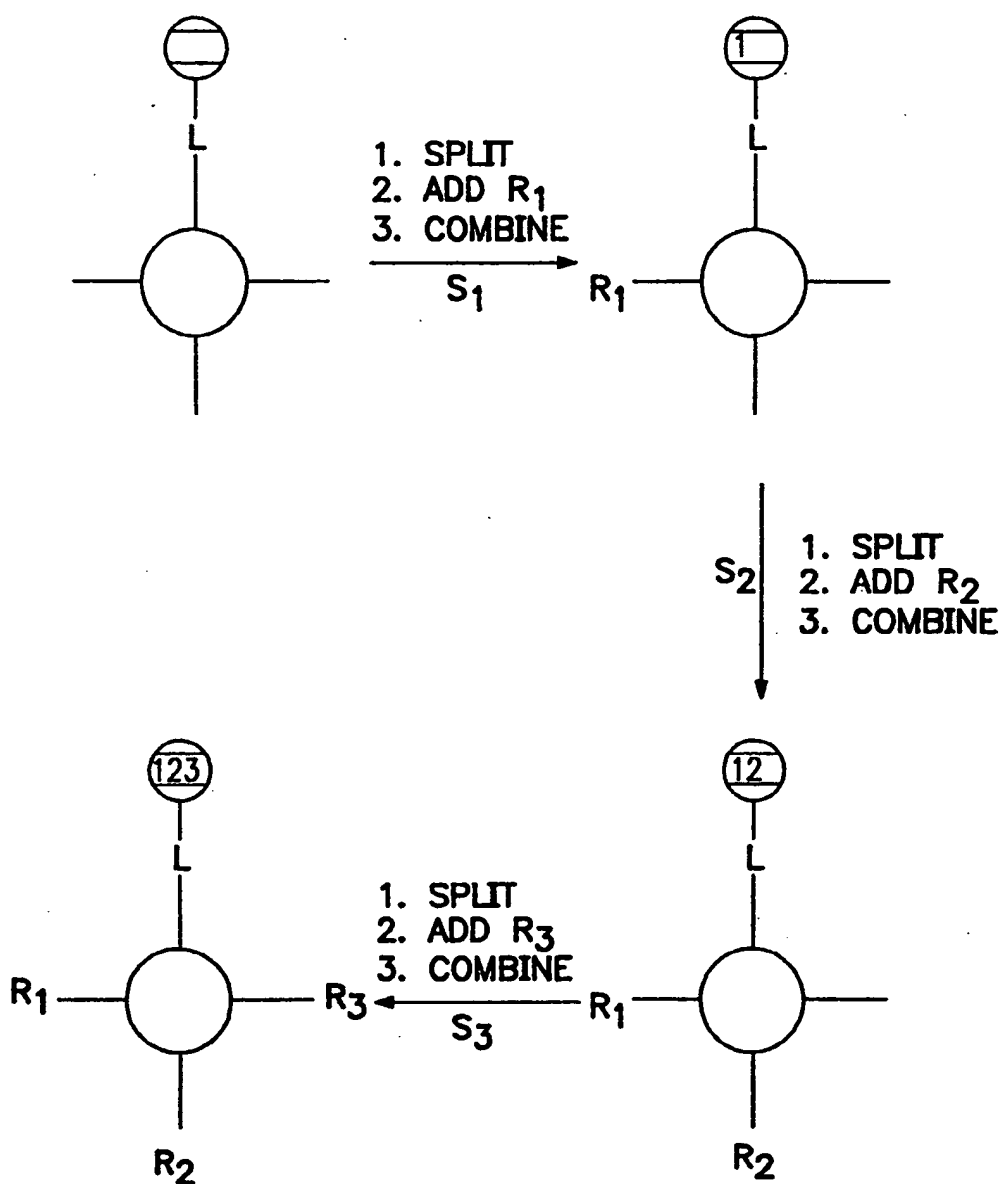 1
L
L
1. SPLIT
2. ADD R₁
3. COMBINE
S₁
R₁
S₂
1. SPLIT
2. ADD R₂
3. COMBINE
123
12
L
L
1. SPLIT
2. ADD R₃
3. COMBINE
R₁
R₃
S₃
R₁
R₂
R₂